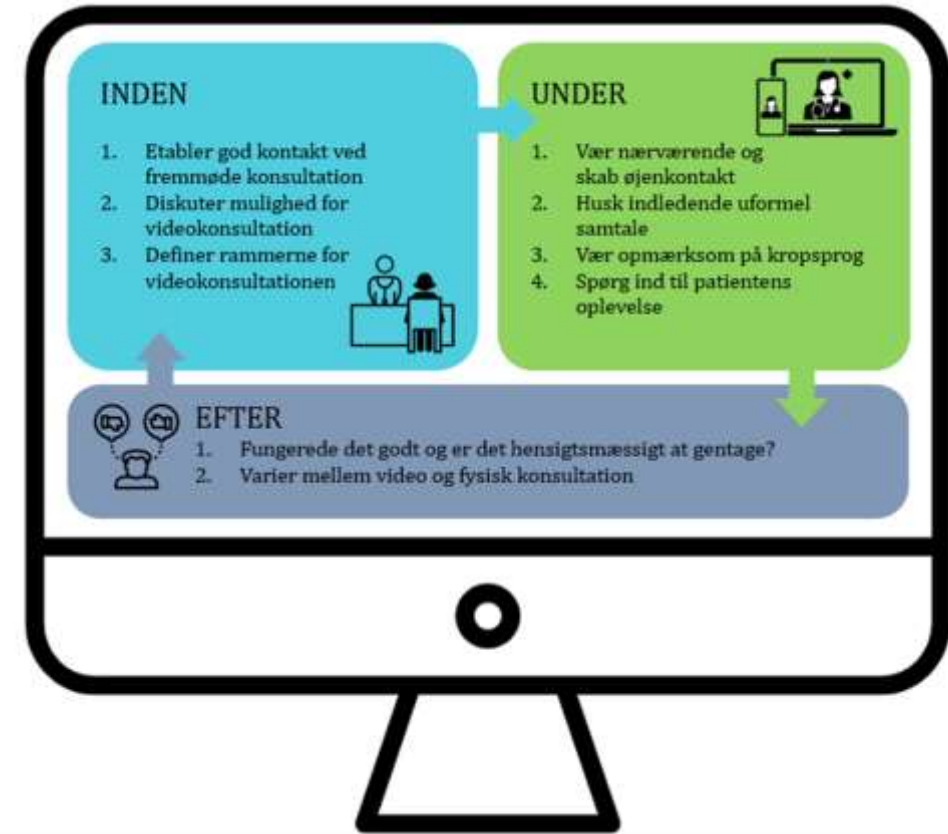 INDEN
1. Etabler god kontakt ved
fremmøde konsultation
2. Diskuter mulighed for
videokonsultation
3. Definer rammerne for
videokonsultationen
UNDER
1. Vær nærværende og
skab øjenkontakt
2. Husk indledende uformel
samtale
3. Vær opmærksom på kropsprog
4. Spørg ind til patientens
oplevelse
EFTER
1. Fungerede det godt og er det hensigtsmæssigt at gentage?
2. Varier mellem video og fysisk konsultation